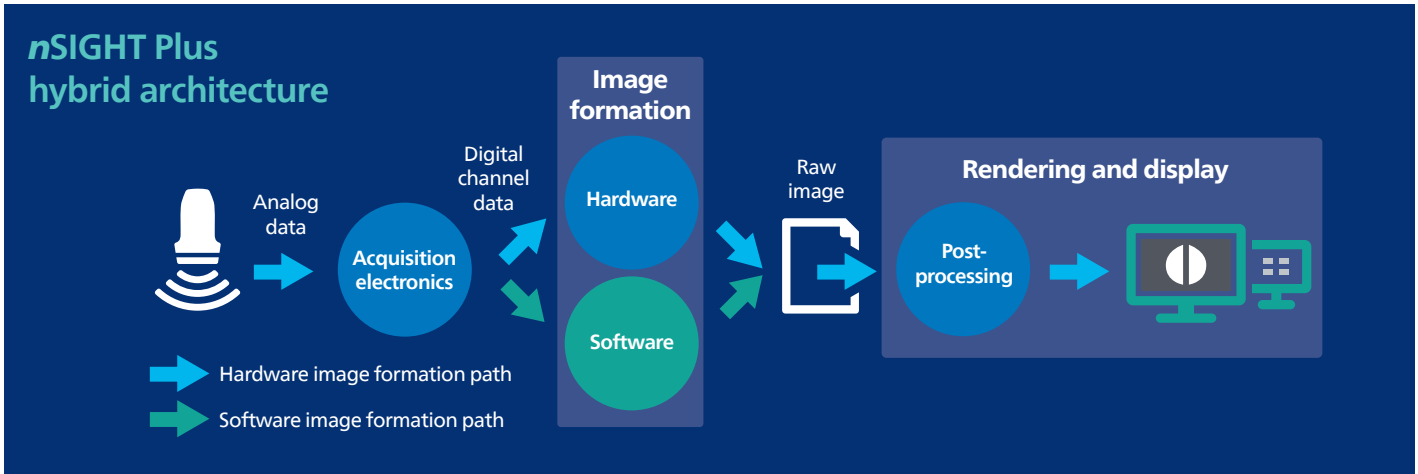 nSIGHT Plus
hybrid architecture
Analog
data
Acquisition
electronics
Digital
channel
data
Image
formation
Hardware
Software
Raw
image
Rendering and display
Post-
processing
Hardware image formation path
Software image formation path